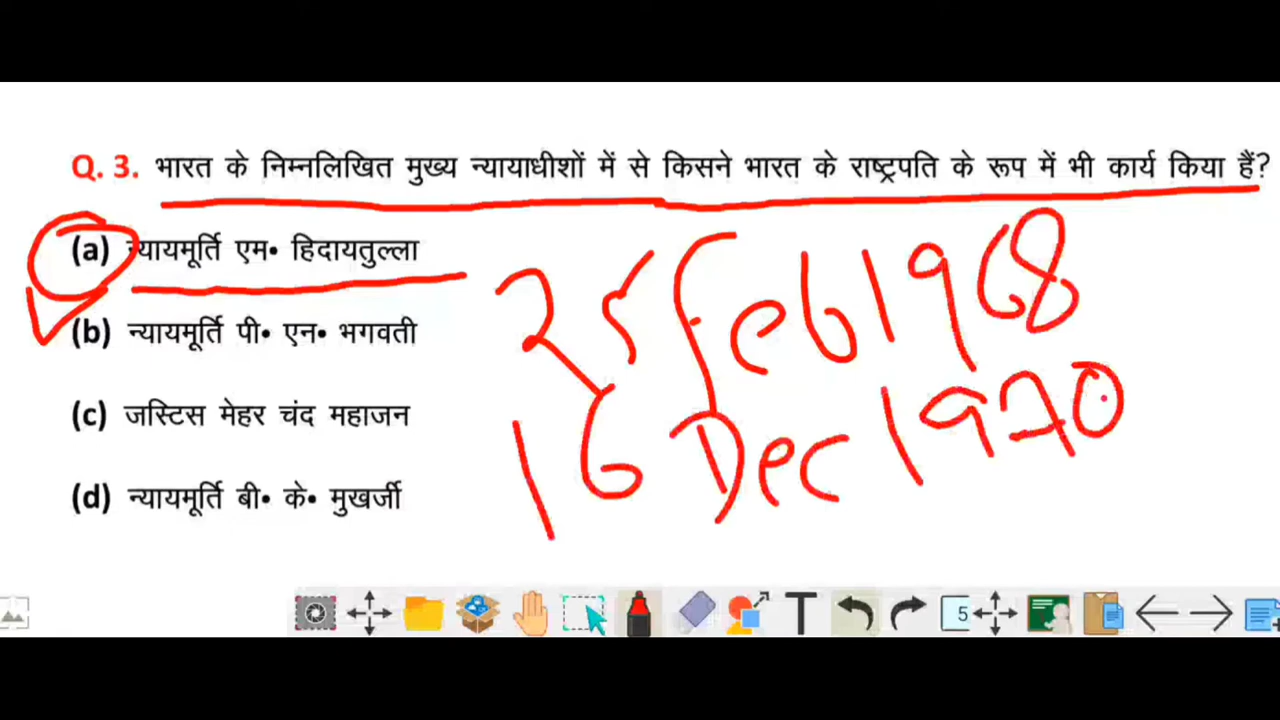 Q. 3. भारत के निम्नलिखित मुख्य न्यायाधीशों में से किसने भारत के राष्ट्रपति के रूप में भी कार्य किया हैं?
(a) न्यायमूर्ति एम॰ हिदायतुल्ला
25 Feb 1968
(b) न्यायमूर्ति पी॰ एन॰ भगवती
16 Dec 1970
(c) जस्टिस मेहर चंद महाजन
(d) न्यायमूर्ति बी॰ के॰ मुखर्जी
T
5